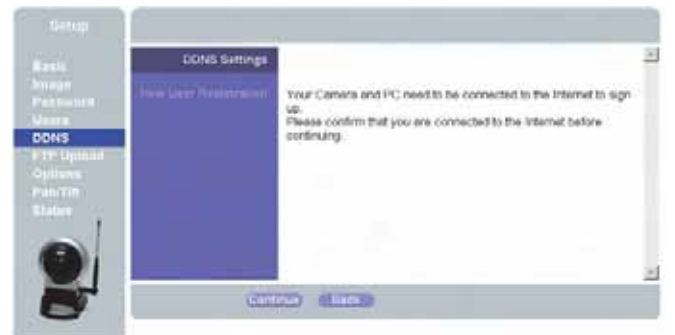 Setup
Basic
Image
Password
Users
DDNS
FTP Upload
Options
Pan/Tilt
Status
DDNS Settings
New User Registration
Your Camera and PC need to be connected to the Internet to sign
up.
Please confirm that you are connected to the Internet before
continuing.
Continue
Back